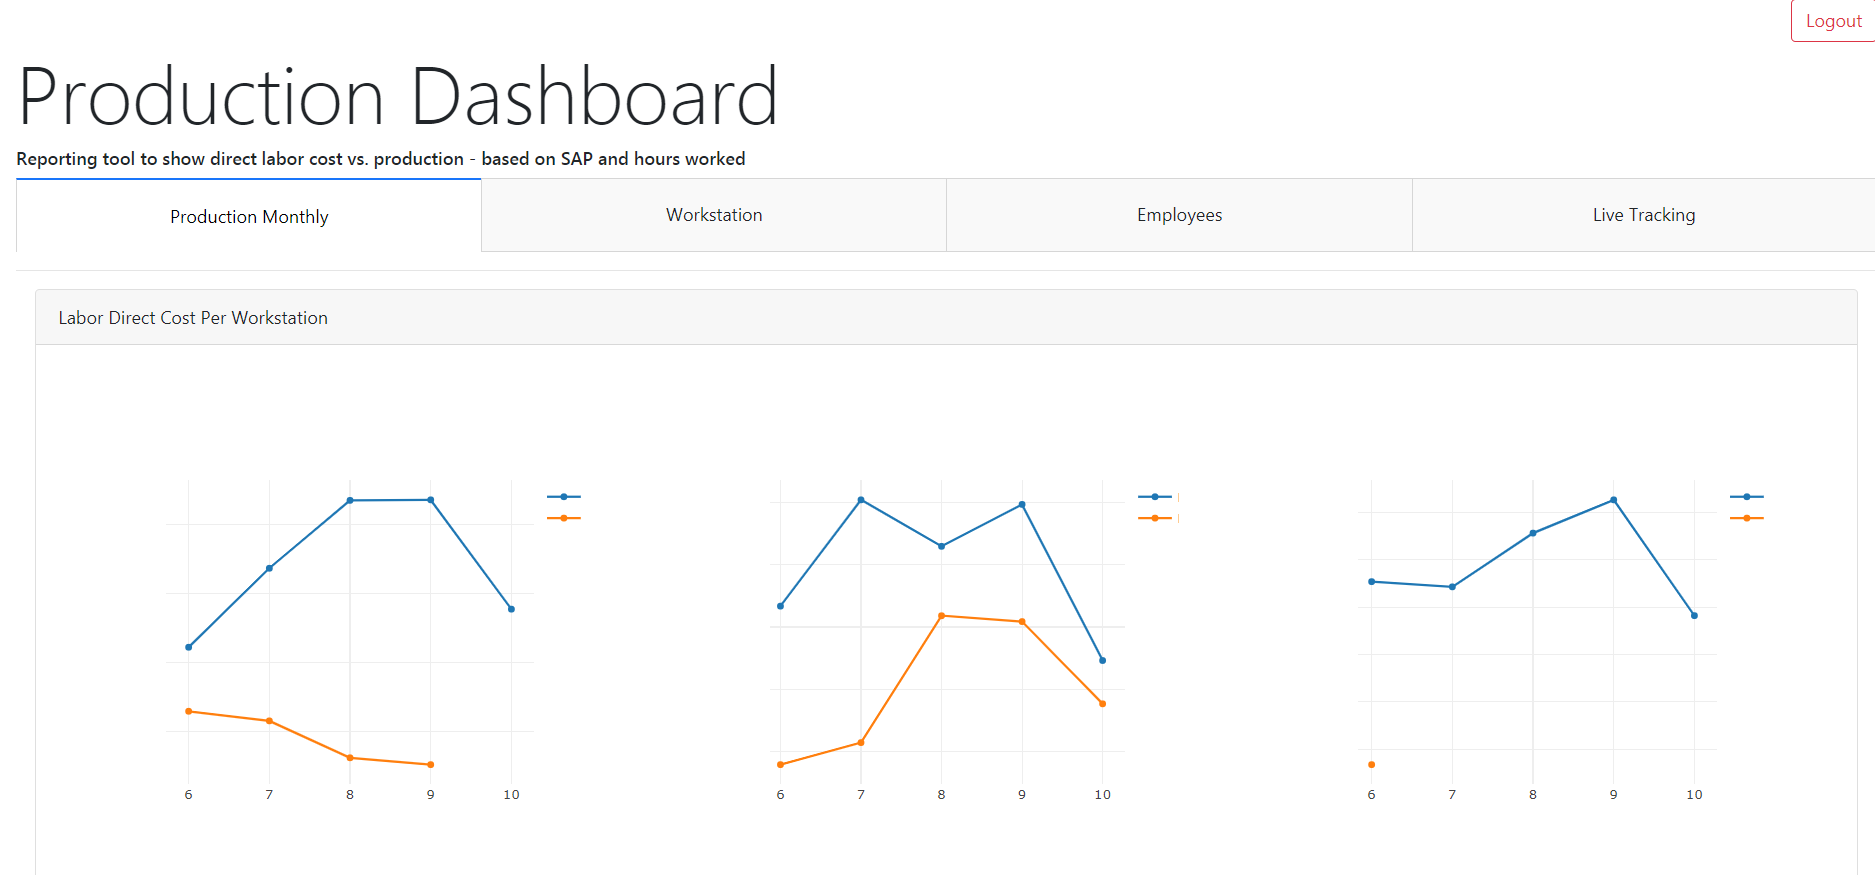 Logout
Production Dashboard
Reporting tool to show direct labor cost vs. production - based on SAP and hours worked
Production Monthly Workstation Employees Live Tracking
Labor Direct Cost Per Workstation
6 7 8 9 10 6 7 8 9 10 6 7 8 9 10